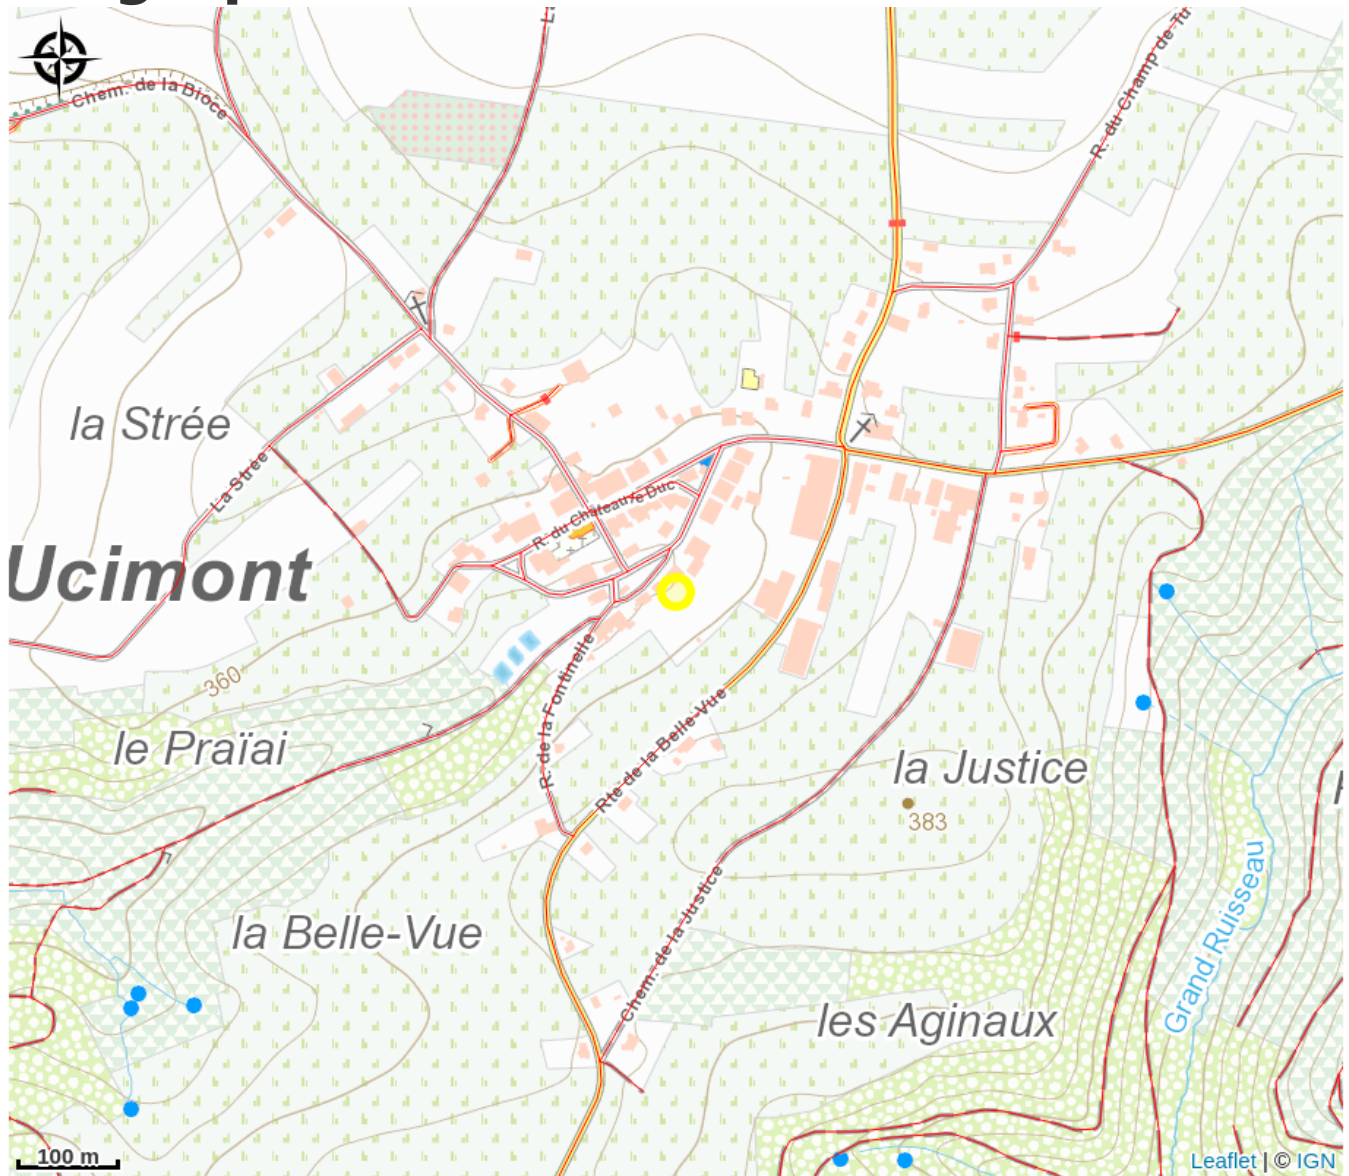 Chem. de la Bioce
R. du Champ de Tu
la Strée
La Strée
R. du Château le Duc
Ucimont
360
R. de la Fontinelle
le Praïai
Rte de la Belle-Vue
la Justice
383
Chem. de la Justice
la Belle-Vue
Grand Ruisseau
les Aginaux
100 m
Leaflet | © IGN